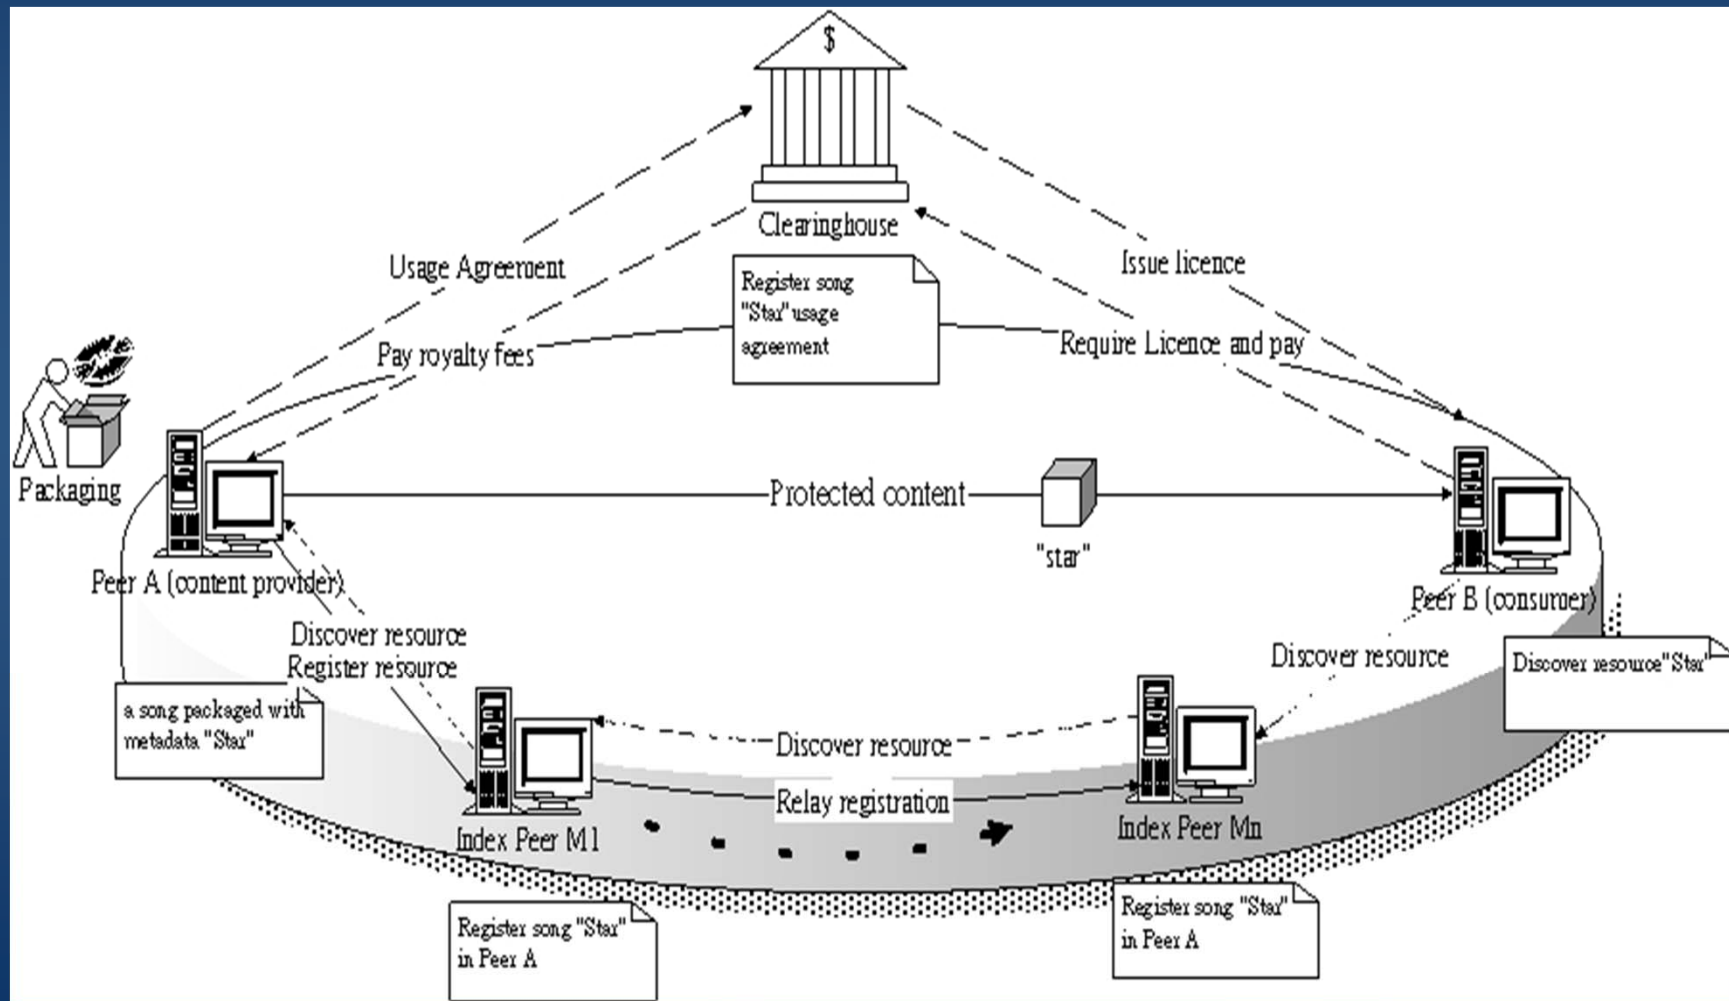 $
Clearinghouse
Usage Agreement
Issue licence
Register song
"Star" usage
agreement
Pay royalty fees
Require Licence and pay
Packaging
Protected content
"star"
Peer A (content provider)
Peer B (consumer)
Discover resource
Register resource
Discover resource
Discover resource "Star"
a song packaged with
metadata "Star"
Discover resource
Relay registration
Index Peer M1
Index Peer Mn
Register song "Star"
in Peer A
Register song "Star"
in Peer A